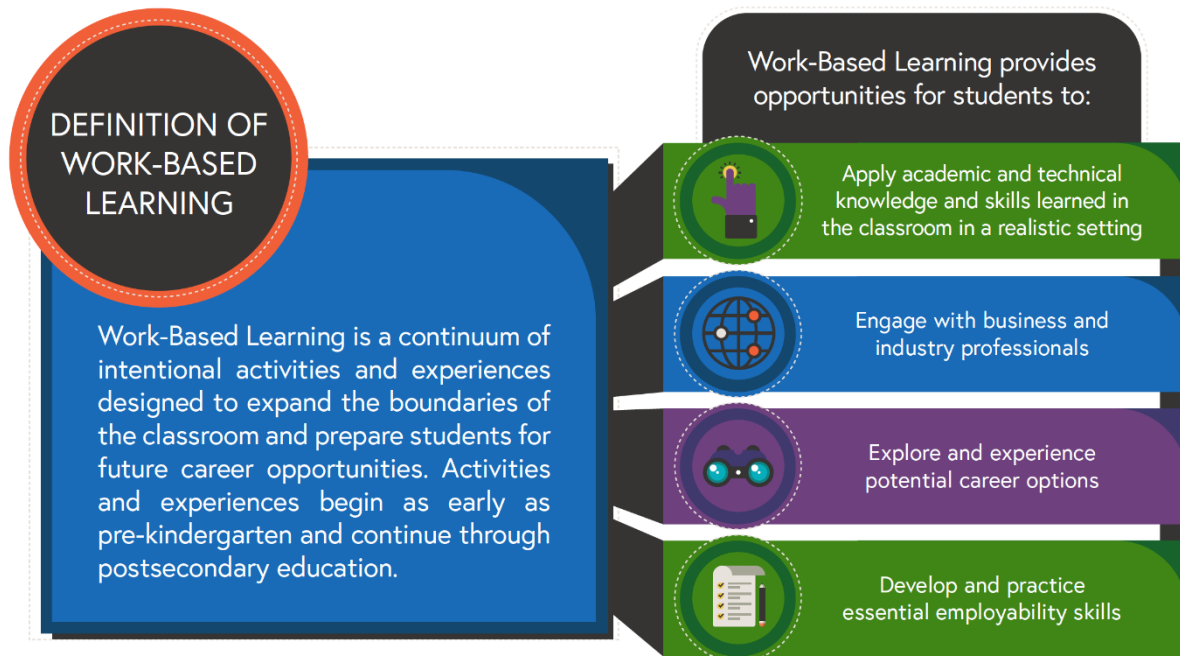 DEFINITION OF
WORK-BASED
LEARNING
Work-Based Learning is a continuum of
intentional activities and experiences
designed to expand the boundaries of
the classroom and prepare students for
future career opportunities. Activities
and experiences begin as early as
pre-kindergarten and continue through
postsecondary education.
Work-Based Learning provides
opportunities for students to:
Apply academic and technical
knowledge and skills learned in
the classroom in a realistic setting
Engage with business and
industry professionals
Explore and experience
potential career options
Develop and practice
essential employability skills